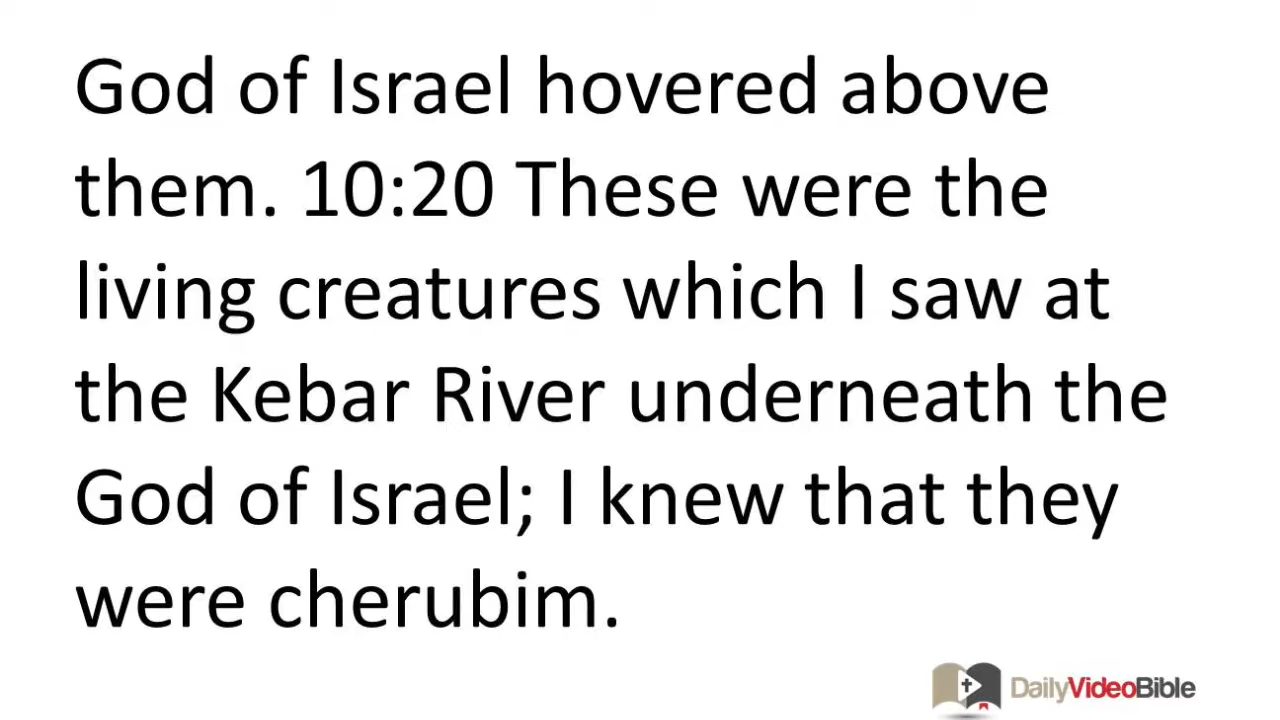 God of Israel hovered above
them. 10:20 These were the
living creatures which I saw at
the Kebar River underneath the
God of Israel; I knew that they
were cherubim.
DailyVideoBible